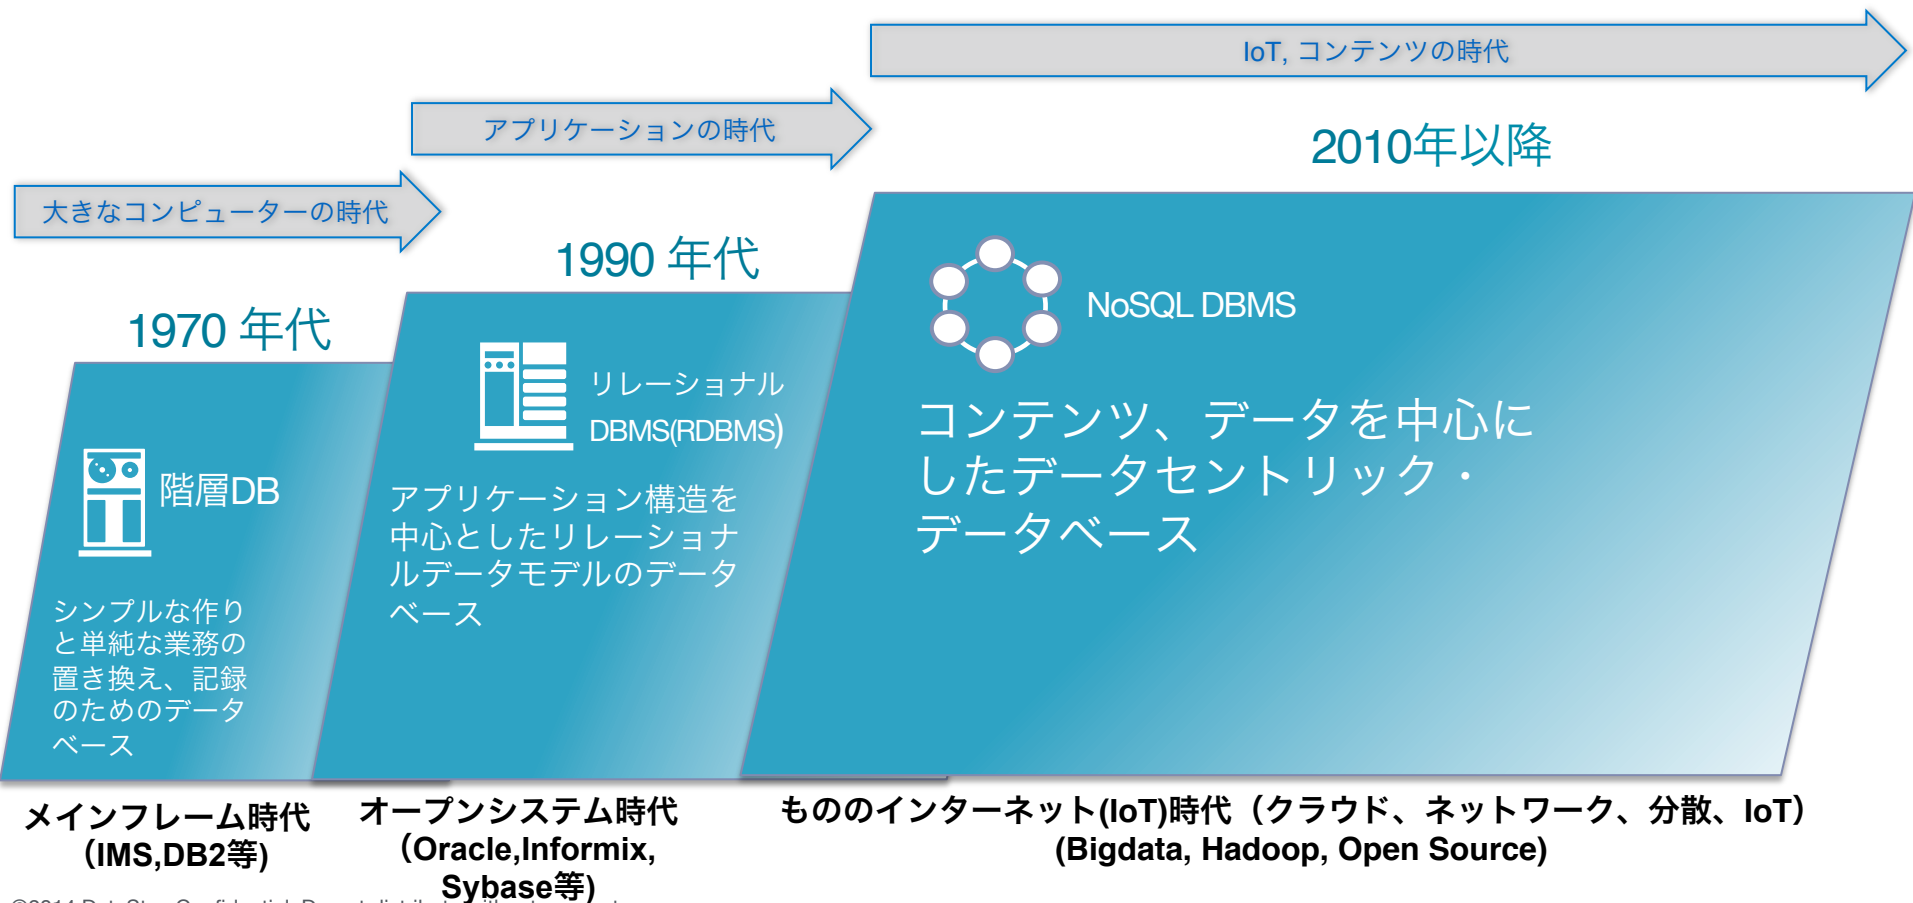 IoT, コンテンツの時代
アプリケーションの時代
2010年以降
大きなコンピューターの時代
1990 年代
1970 年代
NoSQL DBMS
コンテンツ、データを中心に
したデータセントリック・
データベース
リレーショナル
DBMS(RDBMS)
アプリケーション構造を
中心としたリレーショナ
ルデータモデルのデータ
ベース
階層DB
シンプルな作り
と単純な業務の
置き換え、記録
のためのデータ
ベース
メインフレーム時代
（IMS,DB2等)
オープンシステム時代
（Oracle,Informix,
Sybase等)
もののインターネット(IoT)時代（クラウド、ネットワーク、分散、IoT）
(Bigdata, Hadoop, Open Source)